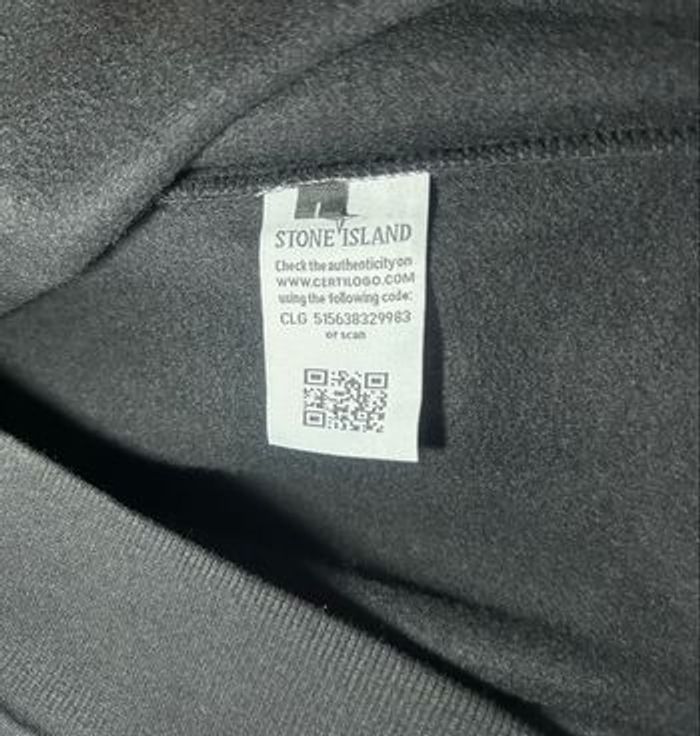 STONE ISLAND
Check the authenticity on
WWW.CERTILOGO.COM
using the following code:
CLG 515638329983
or scan